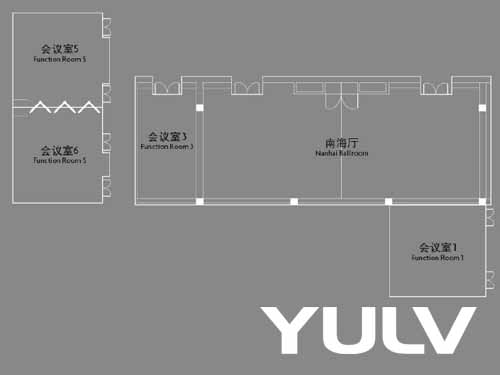 会议室5
Function Room 5
会议室6
Function Room 5
会议室3
Function Room 3
南海厅
Nanhai Ballroom
会议室1
Function Room 1
YULV